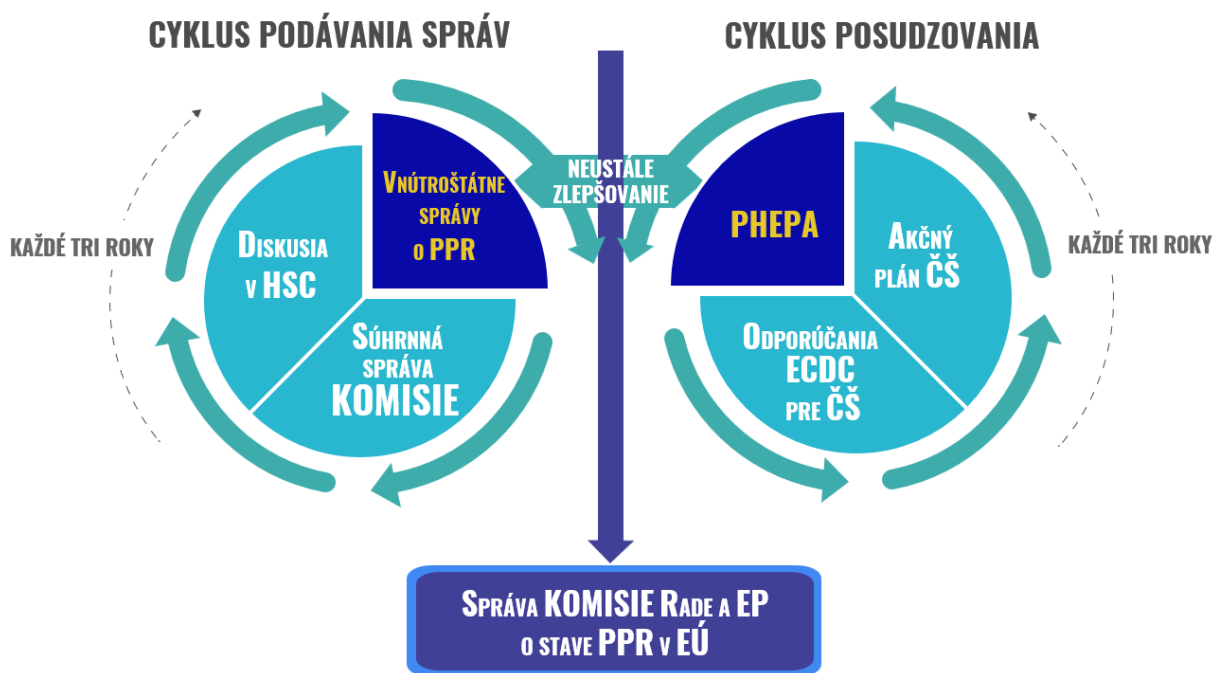 CYKLUS PODÁVANIA SPRÁV
KAŽDÉ TRI ROKY
VNÚTROŠTÁTNE
SPRÁVY
O PPR
DISKUSIA
V HSC
SÚHRNNÁ
SPRÁVA
KOMISIE
NEUSTÁLE
ZLEPŠOVANIE
CYKLUS POSUDZOVANIA
PHEPA
AKČNÝ
PLÁN ČŠ
ODPORÚČANIA
ECDC
PRE ČŠ
KAŽDÉ TRI ROKY
SPRÁVA KOMISIE RADE A EP
O STAVE PPR V EÚ